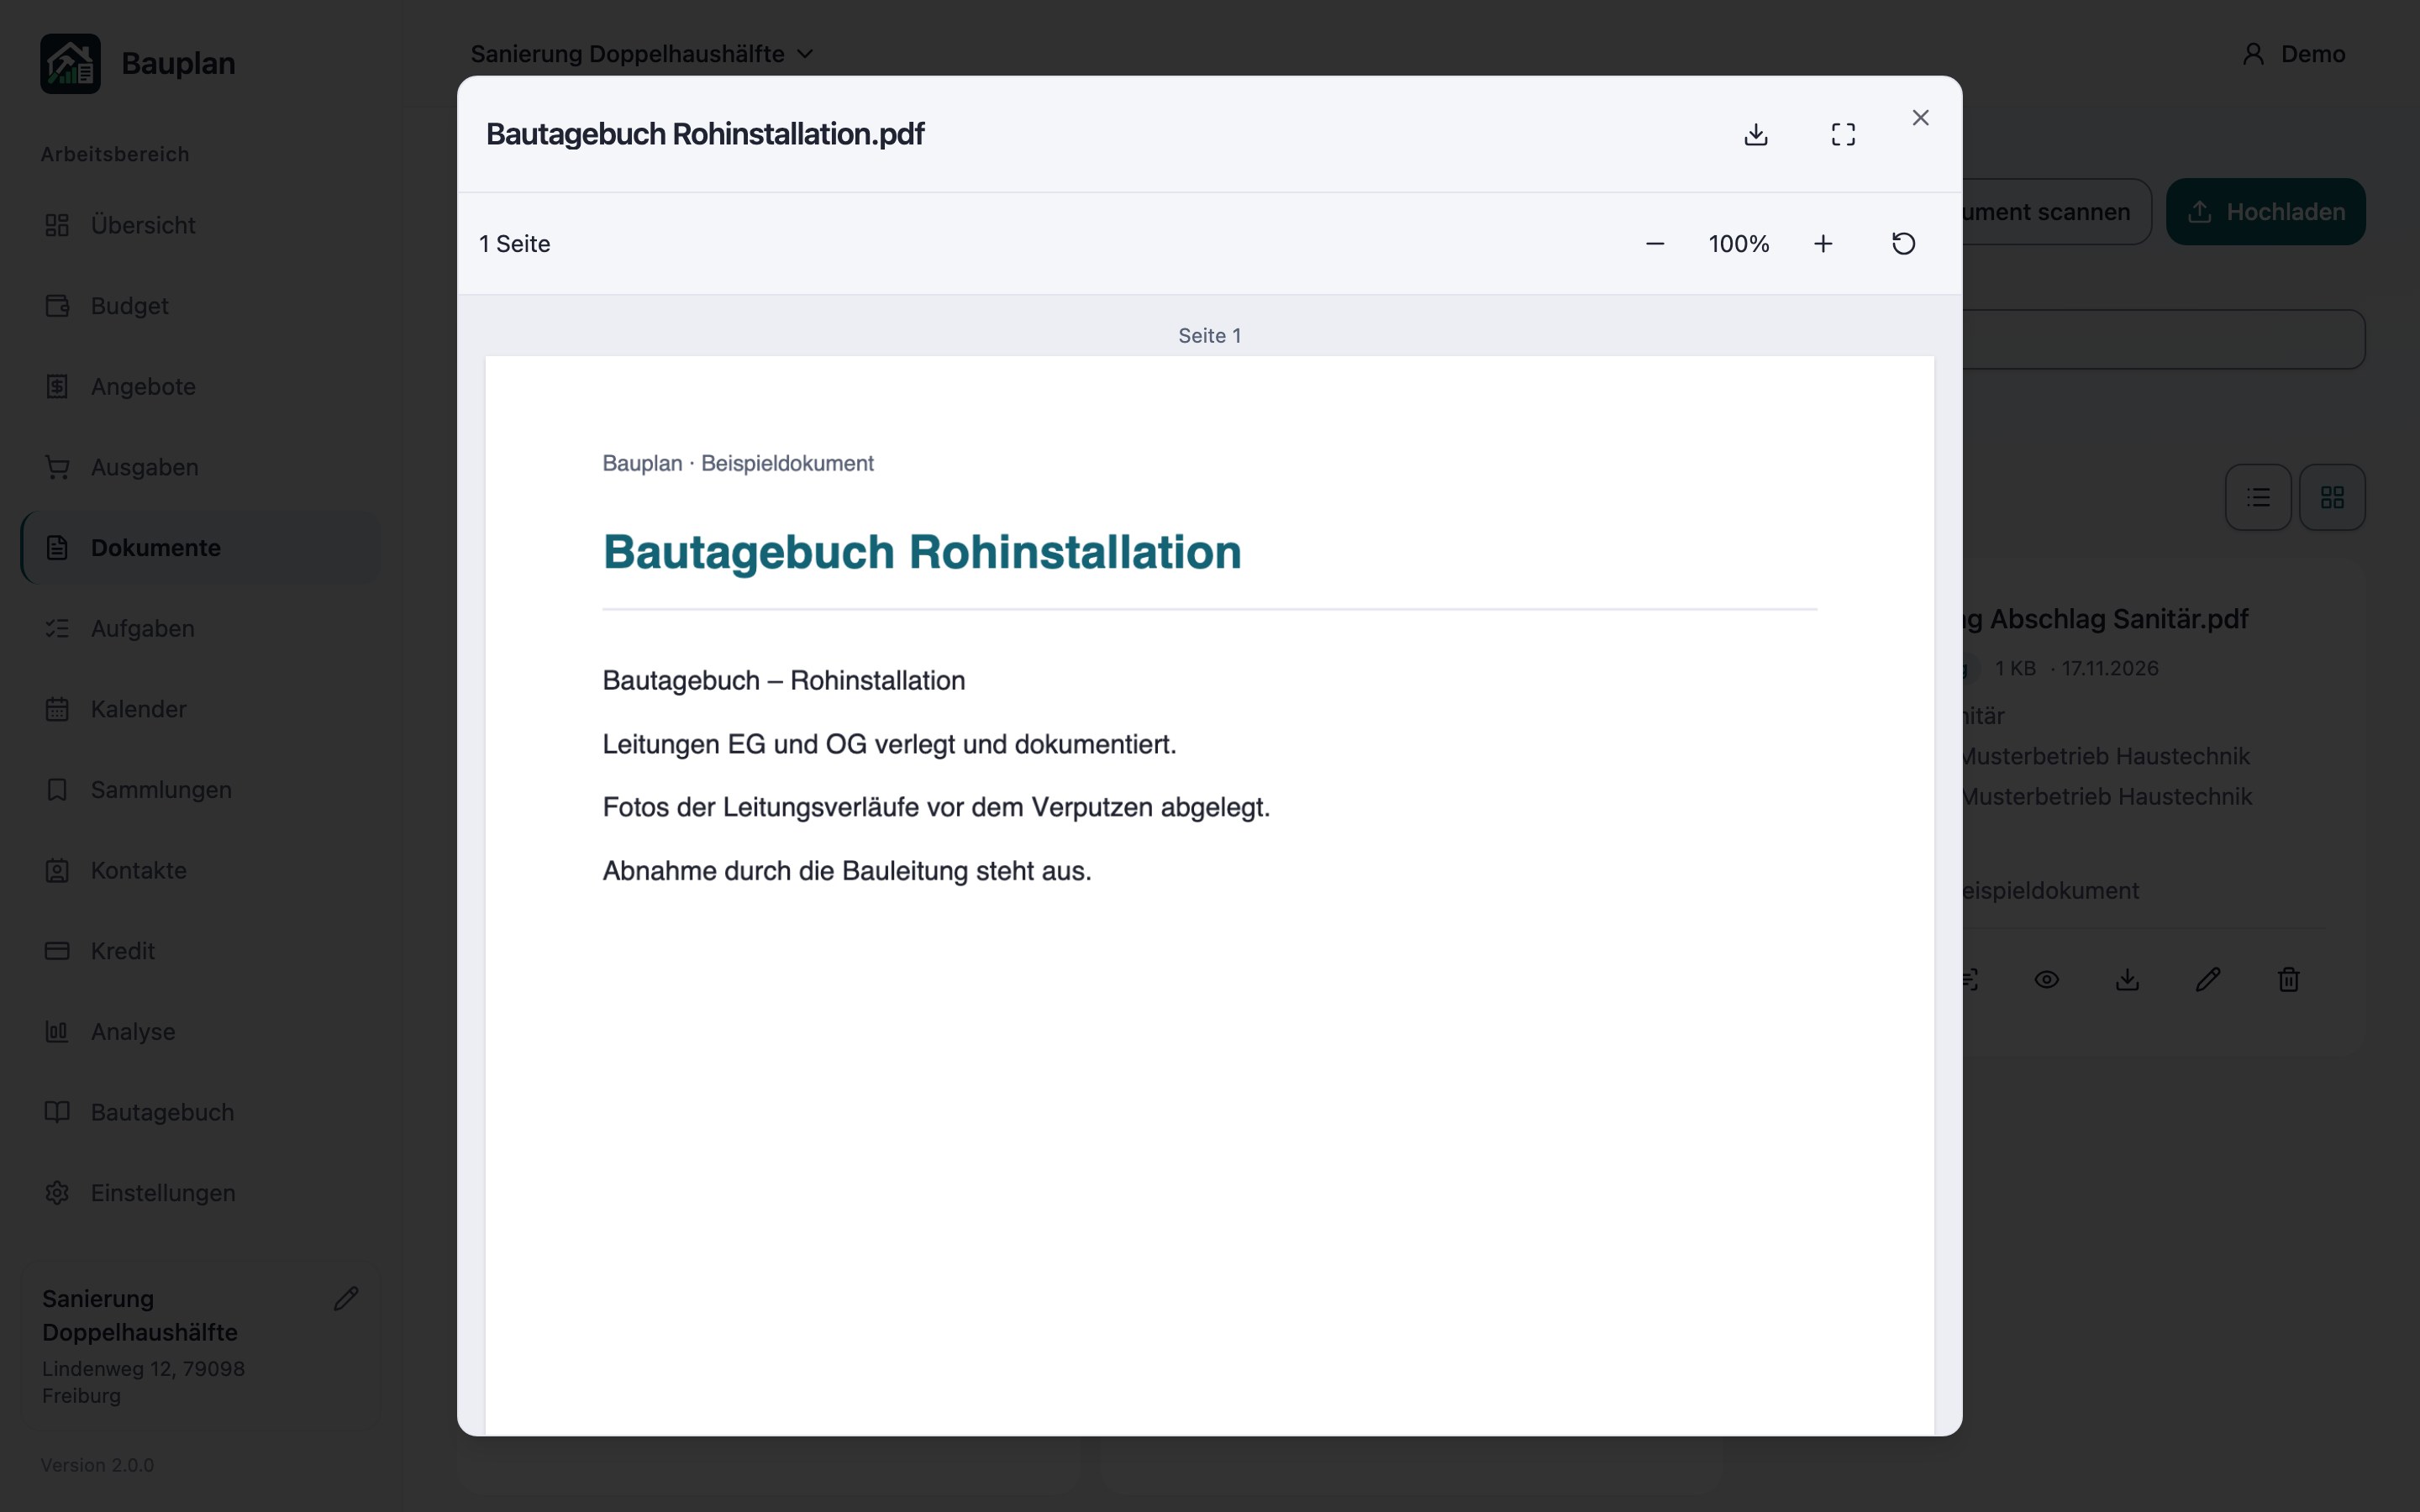 Bauplan
Sanierung Doppelhaushälfte
Demo
Arbeitsbereich
Übersicht
Budget
Angebote
Ausgaben
Dokumente
Aufgaben
Kalender
Sammlungen
Kontakte
Kredit
Analyse
Bautagebuch
Einstellungen
Sanierung
Doppelhaushälfte
Lindenweg 12, 79098
Freiburg
Version 2.0.0
Bautagebuch Rohinstallation.pdf
1 Seite
100%
Seite 1
Bauplan · Beispieldokument
Bautagebuch Rohinstallation
Bautagebuch – Rohinstallation
Leitungen EG und OG verlegt und dokumentiert.
Fotos der Leitungsverläufe vor dem Verputzen abgelegt.
Abnahme durch die Bauleitung steht aus.
scannen
Hochladen
Abschlag Sanitär.pdf
1 KB · 17.11.2026
Musterbetrieb Haustechnik
Musterbetrieb Haustechnik